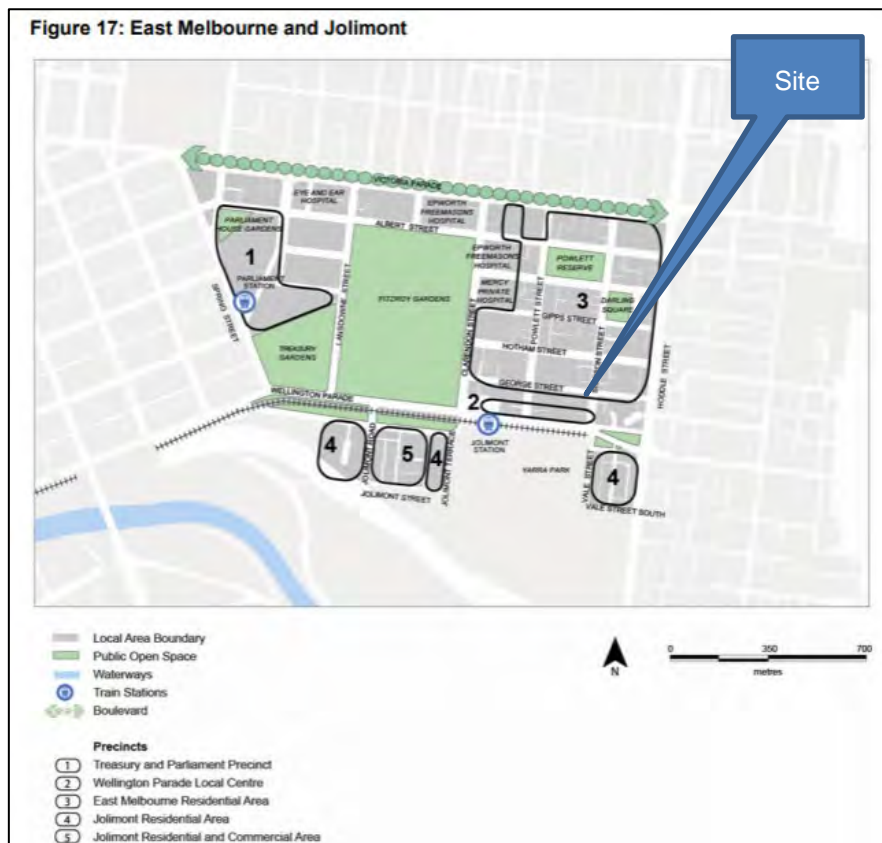 Figure 17: East Melbourne and Jolimont
Site
VICTORIA PARADE
EYE AND EAR
HOSPITAL
EPWORTH
FREEMASONS
HOSPITAL
ALBERT STREET
PARLIAMENT
HOUSE GARDENS
1
PARLIAMENT
STATION
SPRING STREET
LANSDOWNE STREET
FITZROY GARDENS
TREASURY
GARDENS
EPWORTH
FREEMASONS
HOSPITAL
MERCY
PRIVATE
HOSPITAL
CLARENDON STREET
POWLETT STREET
POWLETT
RESERVE
3
DARLING
SQUARE
GIPPS STREET
HOTHAM STREET
GEORGE STREET
HODDLE STREET
WELLINGTON PARADE
2
JOLIMONT
STATION
4
JOLIMONT ROAD
5
4
JOLIMONT TERRACE
JOLIMONT STREET
YARRA PARK
VALE STREET
4
VALE STREET SOUTH
Local Area Boundary
Public Open Space
Waterways
Train Stations
Boulevard
N
0 350 700
metres
Precincts
1 Treasury and Parliament Precinct
2 Wellington Parade Local Centre
3 East Melbourne Residential Area
4 Jolimont Residential Area
5 Jolimont Residential and Commercial Area